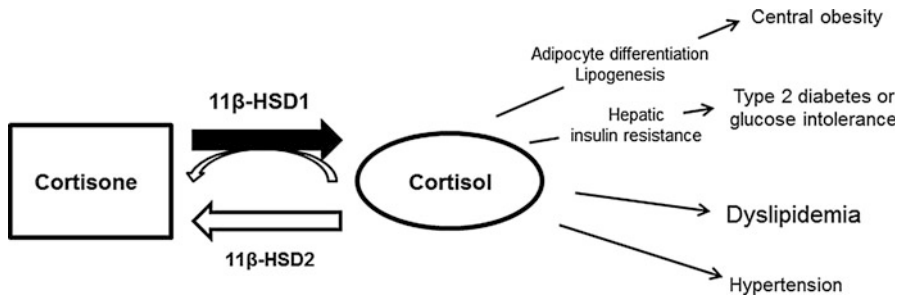 Central obesity
Adipocyte differentiation
Lipogenesis
11β-HSD1
Hepatic
insulin resistance
Type 2 diabetes or
glucose intolerance
Cortisone
Cortisol
Dyslipidemia
11β-HSD2
Hypertension